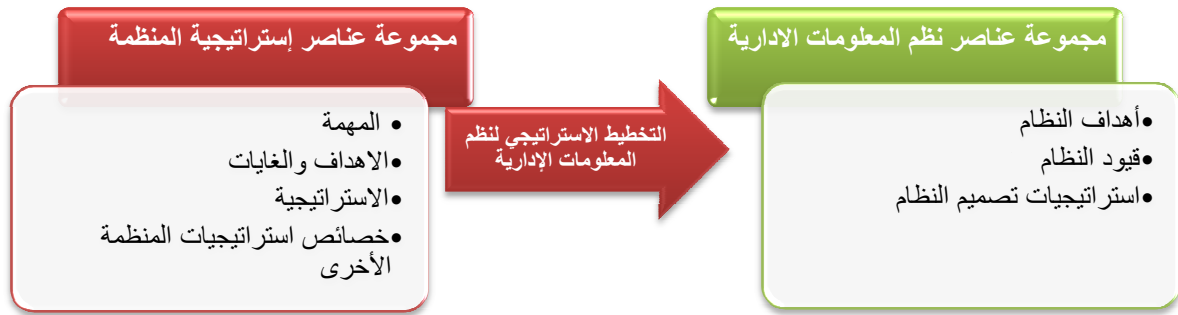 مجموعة عناصر إستراتيجية المنظمة
• المهمة
• الاهداف والغايات
•الاستراتيجية
•خصائص استراتيجيات المنظمة
الأخرى
التخطيط الاستراتيجي لنظم
المعلومات الإدارية
مجموعة عناصر نظم المعلومات الادارية
•أهداف النظام
•قيود النظام
•استراتيجيات تصميم النظام